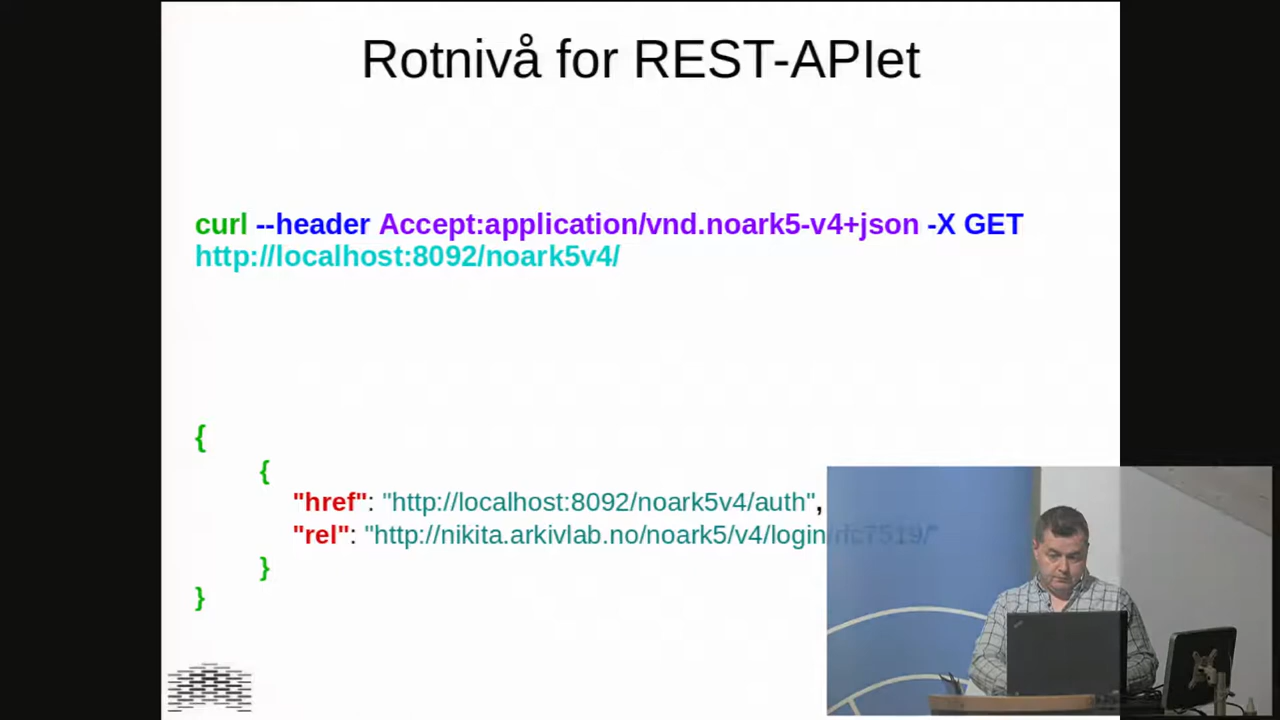 Rotnivå for REST-APIet
curl --header Accept:application/vnd.noark5-v4+json -X GET
http://localhost:8092/noark5v4/
{
{
"href": "http://localhost:8092/noark5v4/auth",
"rel": "http://nikita.arkivlab.no/noark5/v4/login/rfc7519/"
}
}